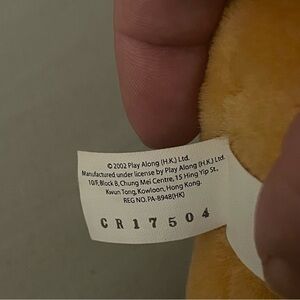 © 2002 Play Along (H.K.) Ltd.
Manufactured under license by Play Along (H.K.) Ltd.
10/F, Block B, Chung Mei Centre, 15 Hing Yip St.,
Kwun Tong, Kowloon, Hong Kong.
REG NO. PA-8948(HK)
CR17504